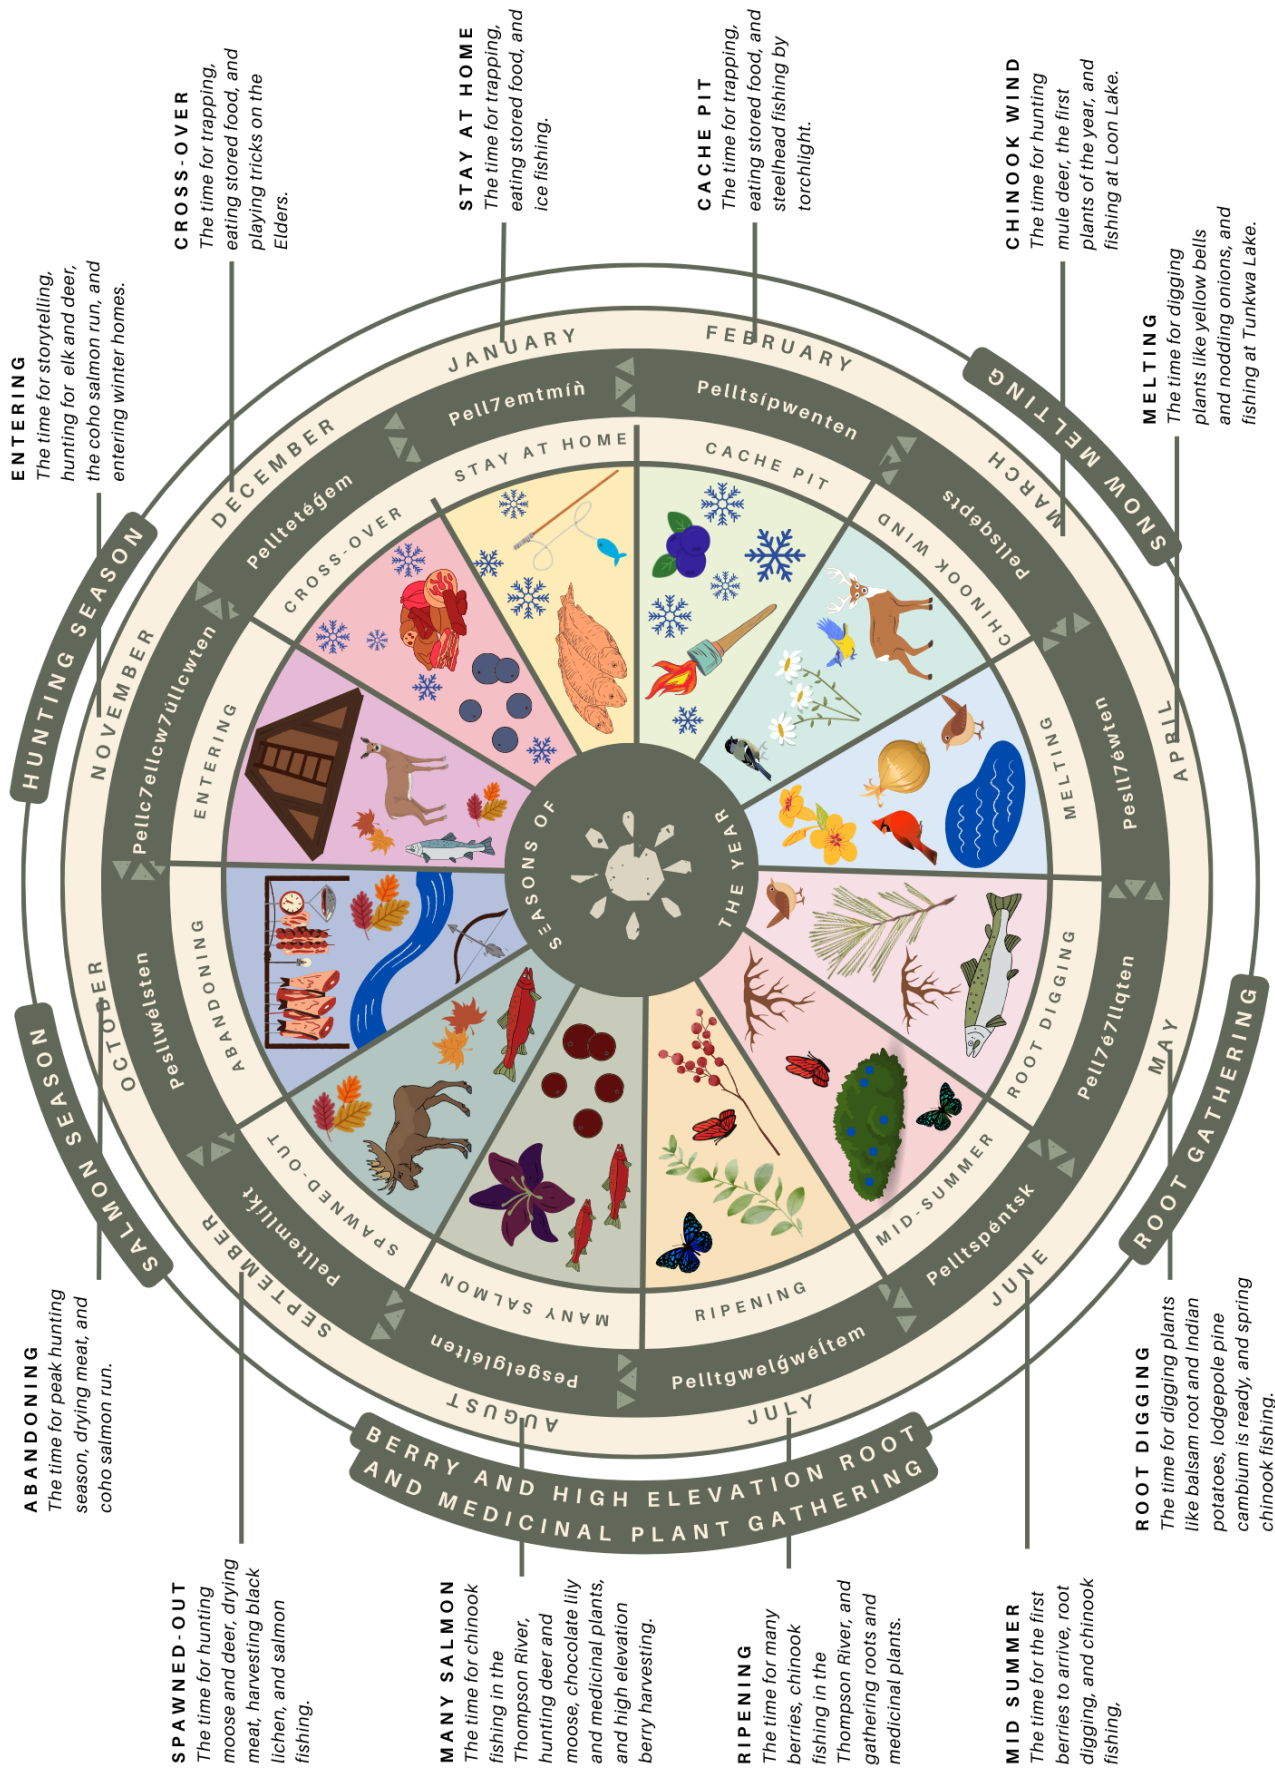 SEASONS OF
THE YEAR
HUNTING SEASON
SNOW MELTING
ROOT GATHERING
BERRY AND HIGH ELEVATION ROOT
AND MEDICINAL PLANT GATHERING
SALMON SEASON
JANUARY
Pell7emtmíǹ
STAY AT HOME
FEBRUARY
Pelltsípwenten
CACHE PIT
MARCH
Pellsqépts
CHINOOK WIND
APRIL
Pesll7éwten
MELTING
MAY
Pell7é7llqten
ROOT DIGGING
JUNE
Pelltspéntsk
MID-SUMMER
JULY
Pelltgwelǵwéĺtem
RIPENING
AUGUST
Pesgelglélten
MANY SALMON
SEPTEMBER
Pelltemllíkt
SPAWNED-OUT
OCTOBER
Pesllwélsten
ABANDONING
NOVEMBER
Pellc7ellcw7úllcwten
ENTERING
DECEMBER
Pelltetéǵem
CROSS-OVER
STAY AT HOME
The time for trapping,
eating stored food, and
ice fishing.
CACHE PIT
The time for trapping,
eating stored food, and
steelhead fishing by
torchlight.
CHINOOK WIND
The time for hunting
mule deer, the first
plants of the year, and
fishing at Loon Lake.
MELTING
The time for digging
plants like yellow bells
and nodding onions, and
fishing at Tunkwa Lake.
ROOT DIGGING
The time for digging plants
like balsam root and Indian
potatoes, lodgepole pine
cambium is ready, and spring
chinook fishing.
MID SUMMER
The time for the first
berries to arrive, root
digging, and chinook
fishing,
RIPENING
The time for many
berries, chinook
fishing in the
Thompson River, and
gathering roots and
medicinal plants.
MANY SALMON
The time for chinook
fishing in the
Thompson River,
hunting deer and
moose, chocolate lily
and medicinal plants,
and high elevation
berry harvesting.
SPAWNED-OUT
The time for hunting
moose and deer, drying
meat, harvesting black
lichen, and salmon
fishing.
ABANDONING
The time for peak hunting
season, drying meat, and
coho salmon run.
ENTERING
The time for storytelling,
hunting for elk and deer,
the coho salmon run, and
entering winter homes.
CROSS-OVER
The time for trapping,
eating stored food, and
playing tricks on the
Elders.